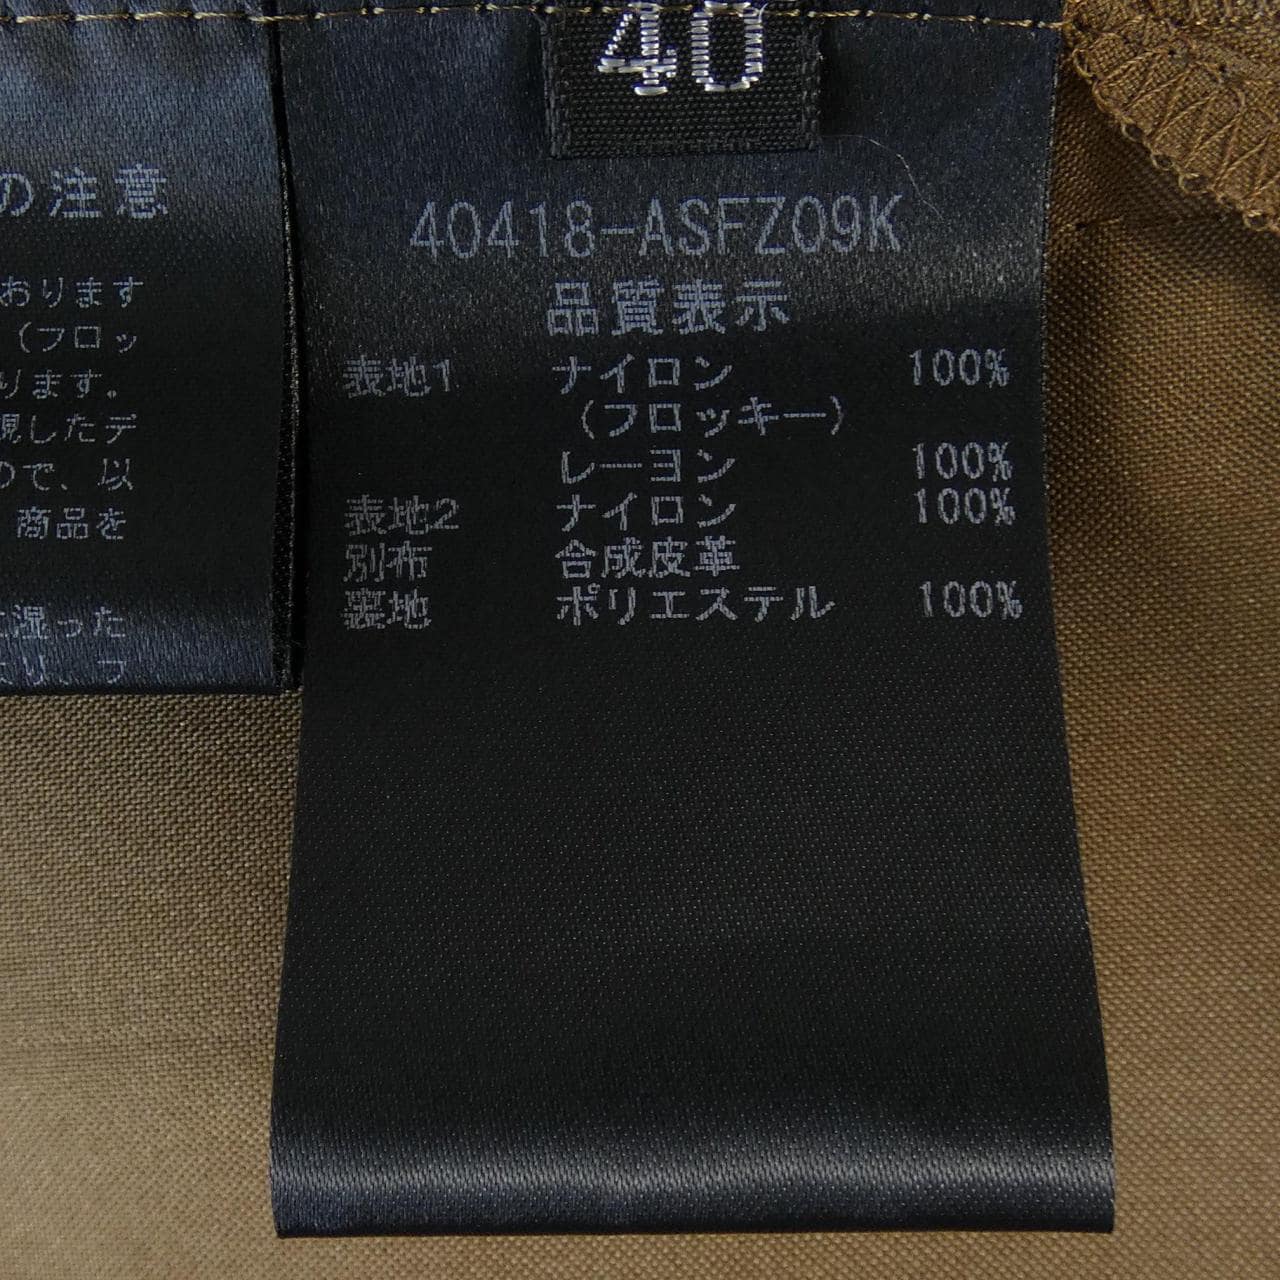 40
の注意
おります
（フロッ
ります。
現したデ
ので、以
商品を
混った
40418-ASFZ09K
品質表示
表地1 ナイロン 100%
（フロッキー）
レーヨン 100%
表地2 ナイロン 100%
別布 合成皮革
裏地 ポリエステル 100%